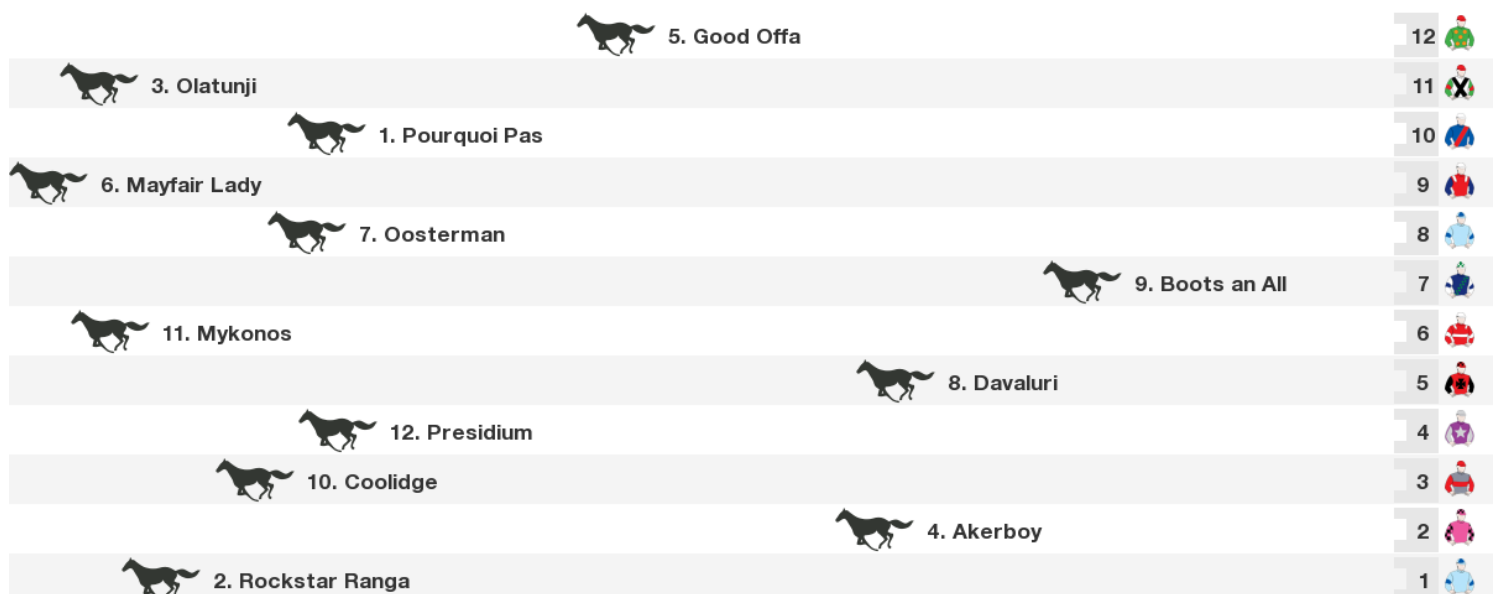 5. Good Offa 12
3. Olatunji 11
1. Pourquoi Pas 10
6. Mayfair Lady 9
7. Oosterman 8
9. Boots an All 7
11. Mykonos 6
8. Davaluri 5
12. Presidium 4
10. Coolidge 3
4. Akerboy 2
2. Rockstar Ranga 1